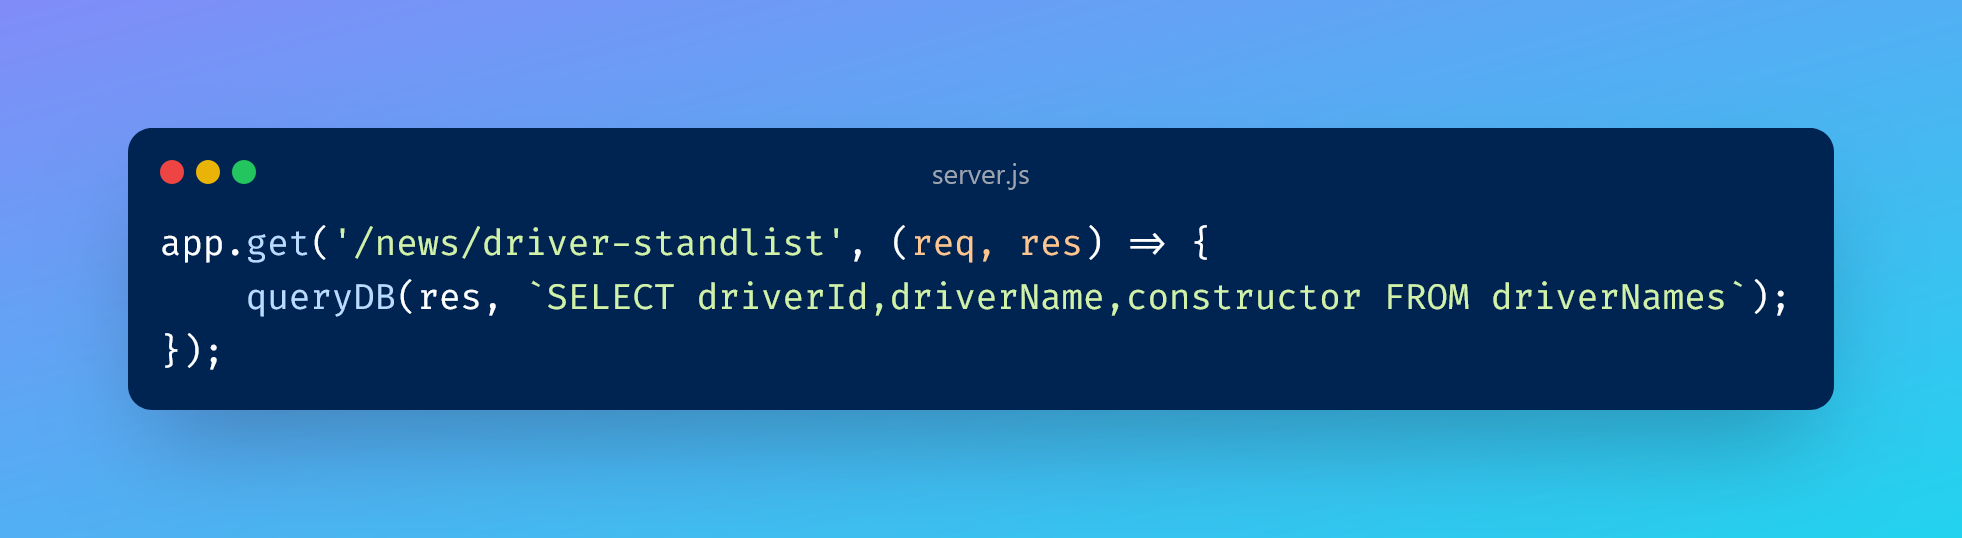 server.js
app.get('/news/driver-standlist', (req, res) => {
    queryDB(res, `SELECT driverId,driverName,constructor FROM driverNames`);
});